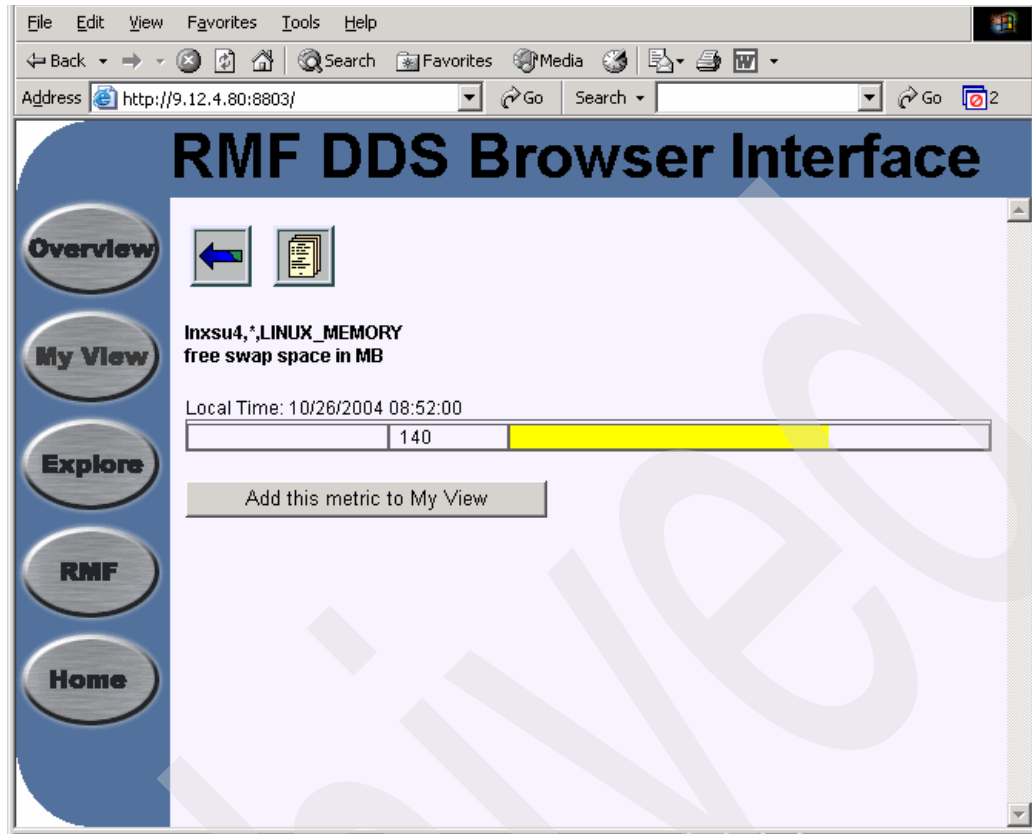 File Edit View Favorites Tools Help
Back Search Favorites Media
Address http://9.12.4.80:8803/ Go Search Go 2
RMF DDS Browser Interface
Overview
My View
Explore
RMF
Home
lnxsu4,*,LINUX_MEMORY
free swap space in MB
Local Time: 10/26/2004 08:52:00
140
Add this metric to My View